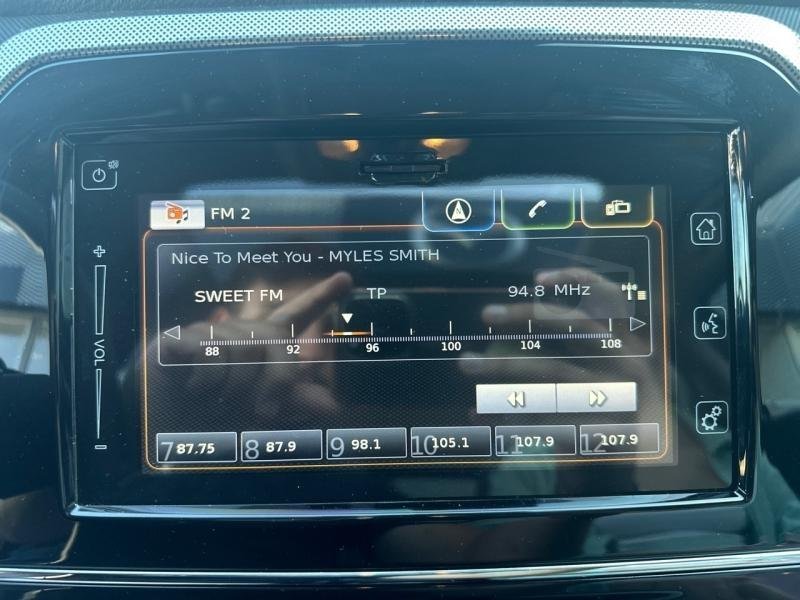 FM 2
Nice To Meet You - MYLES SMITH
SWEET FM TP 94.8 MHz
88 92 96 100 104 108
VOL
7 87.75 8 87.9 9 98.1 10 105.1 11 107.9 12 107.9